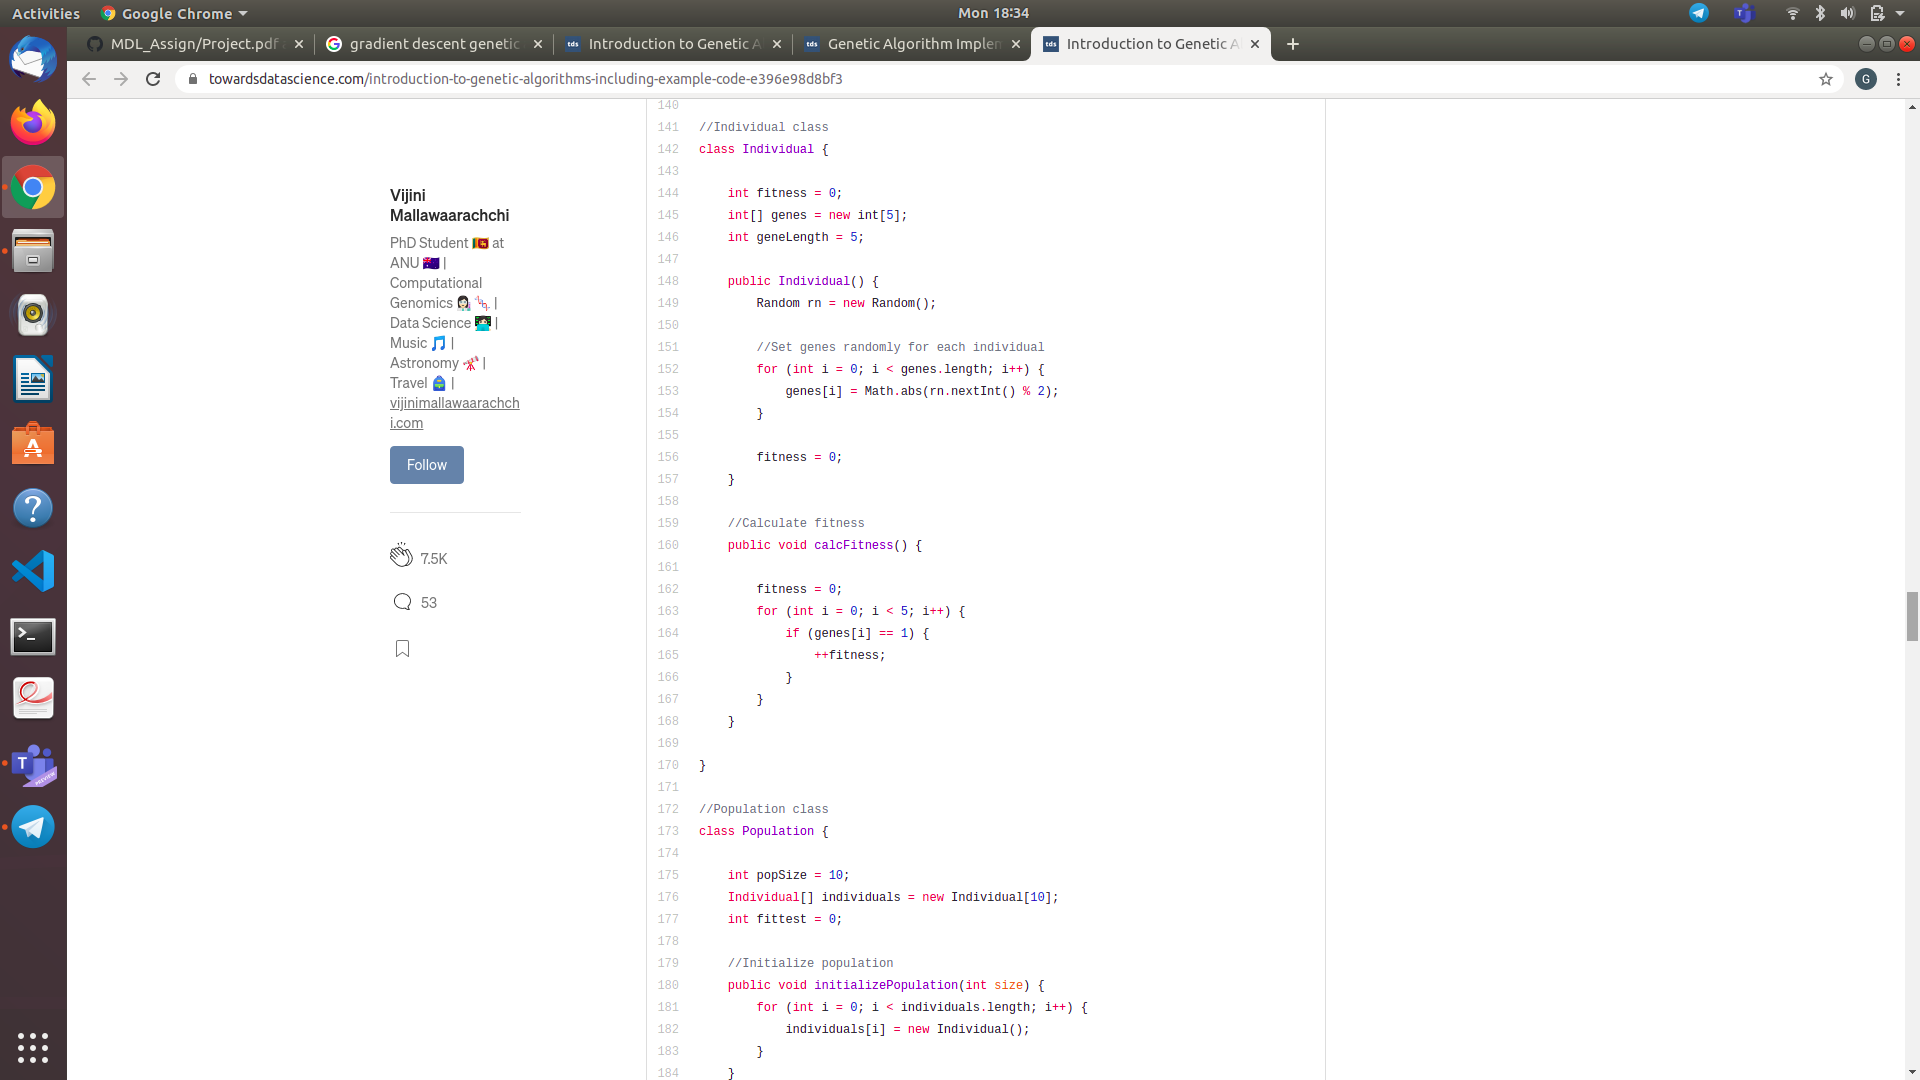 Activities
Google Chrome
Mon 18:34
MDL_Assign/Project.pdf
gradient descent genetic
Introduction to Genetic A
Genetic Algorithm Implem
Introduction to Genetic Al
towardsdatascience.com/introduction-to-genetic-algorithms-including-example-code-e396e98d8bf3
G
Vijini
Mallawaarachchi
PhD Student 🇱🇰 at
ANU 🇦🇺 |
Computational
Genomics 👩🏻‍🔬 🧬 |
Data Science 👩🏻‍💻 |
Music 🎵 |
Astronomy 🔭 |
Travel 🎒 |
vijinimallawaarachch
i.com
Follow
7.5K
53
140
141 //Individual class
142 class Individual {
143
144 int fitness = 0;
145 int[] genes = new int[5];
146 int geneLength = 5;
147
148 public Individual() {
149 Random rn = new Random();
150
151 //Set genes randomly for each individual
152 for (int i = 0; i < genes.length; i++) {
153 genes[i] = Math.abs(rn.nextInt() % 2);
154 }
155
156 fitness = 0;
157 }
158
159 //Calculate fitness
160 public void calcFitness() {
161
162 fitness = 0;
163 for (int i = 0; i < 5; i++) {
164 if (genes[i] == 1) {
165 ++fitness;
166 }
167 }
168 }
169
170 }
171
172 //Population class
173 class Population {
174
175 int popSize = 10;
176 Individual[] individuals = new Individual[10];
177 int fittest = 0;
178
179 //Initialize population
180 public void initializePopulation(int size) {
181 for (int i = 0; i < individuals.length; i++) {
182 individuals[i] = new Individual();
183 }
184 }